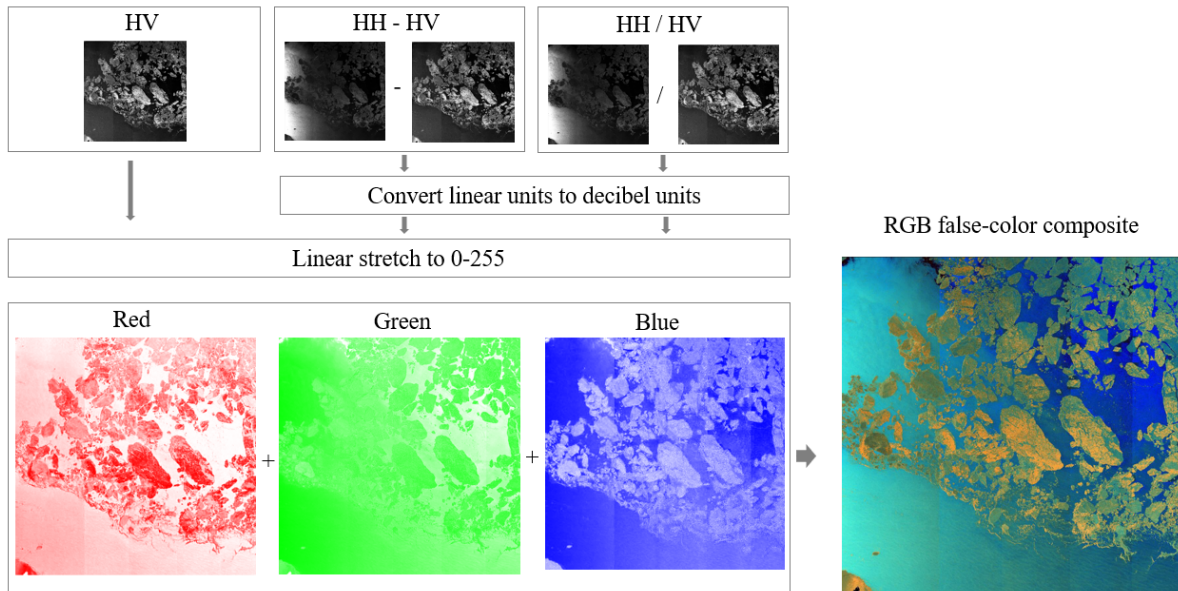 HV
HH - HV
HH / HV
-
/
Convert linear units to decibel units
Linear stretch to 0-255
Red
Green
Blue
+
+
RGB false-color composite